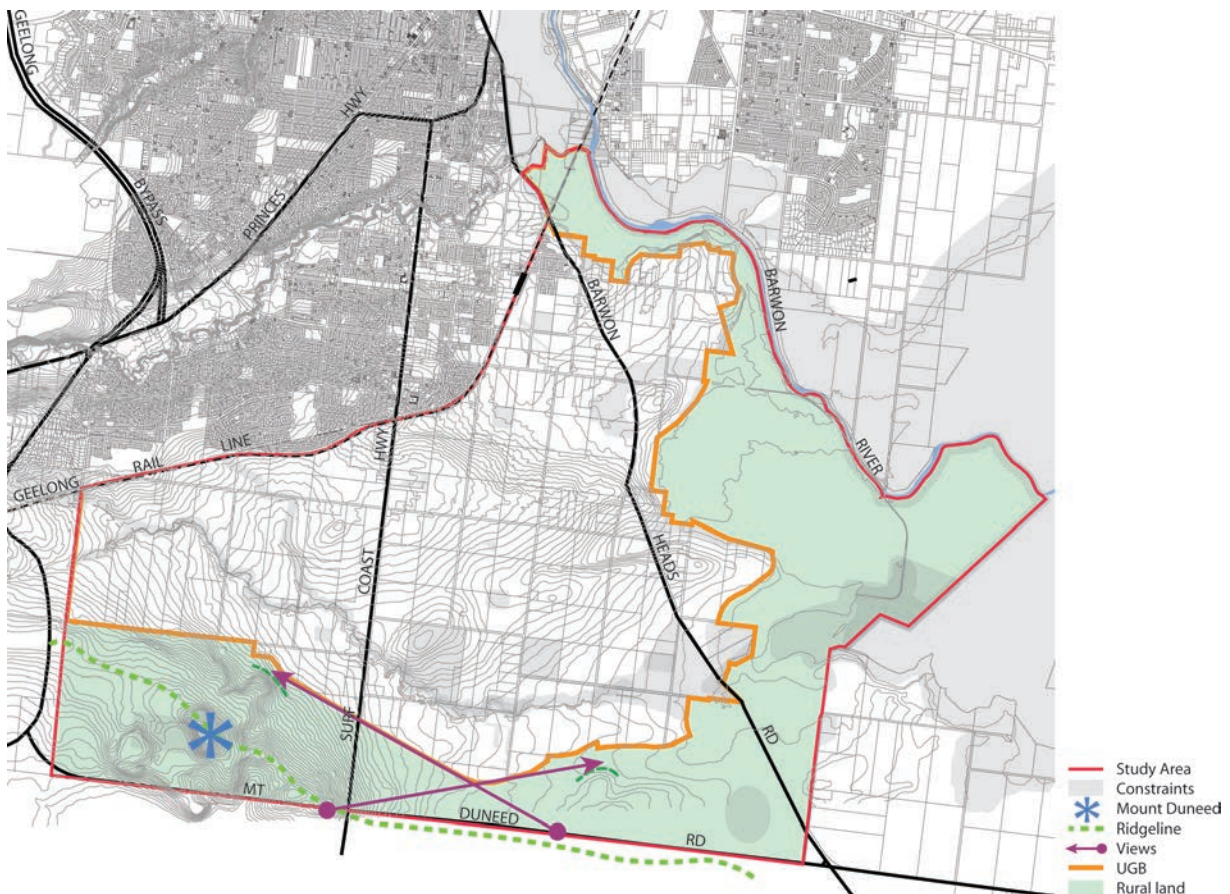 GEELONG
BYPASS
PRINCES
HWY
BARWON
BARWON
RIVER
HEADS
RD
GEELONG
RAIL
LINE
HWY
COAST
SURF
MT
DUNEED
RD
Study Area
Constraints
Mount Duneed
Ridgeline
Views
UGB
Rural land